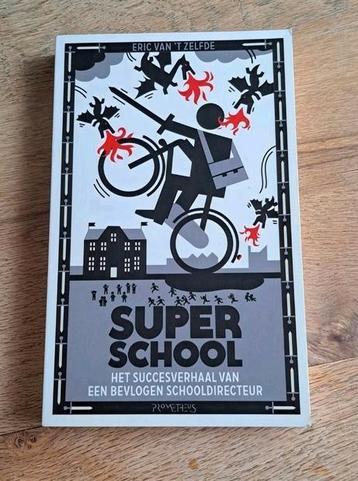 ERIC VAN 'T ZELFDE
SUPER
SCHOOL
HET SUCCESVERHAAL VAN
EEN BEVLOGEN SCHOOLDIRECTEUR
PROMETHEUS